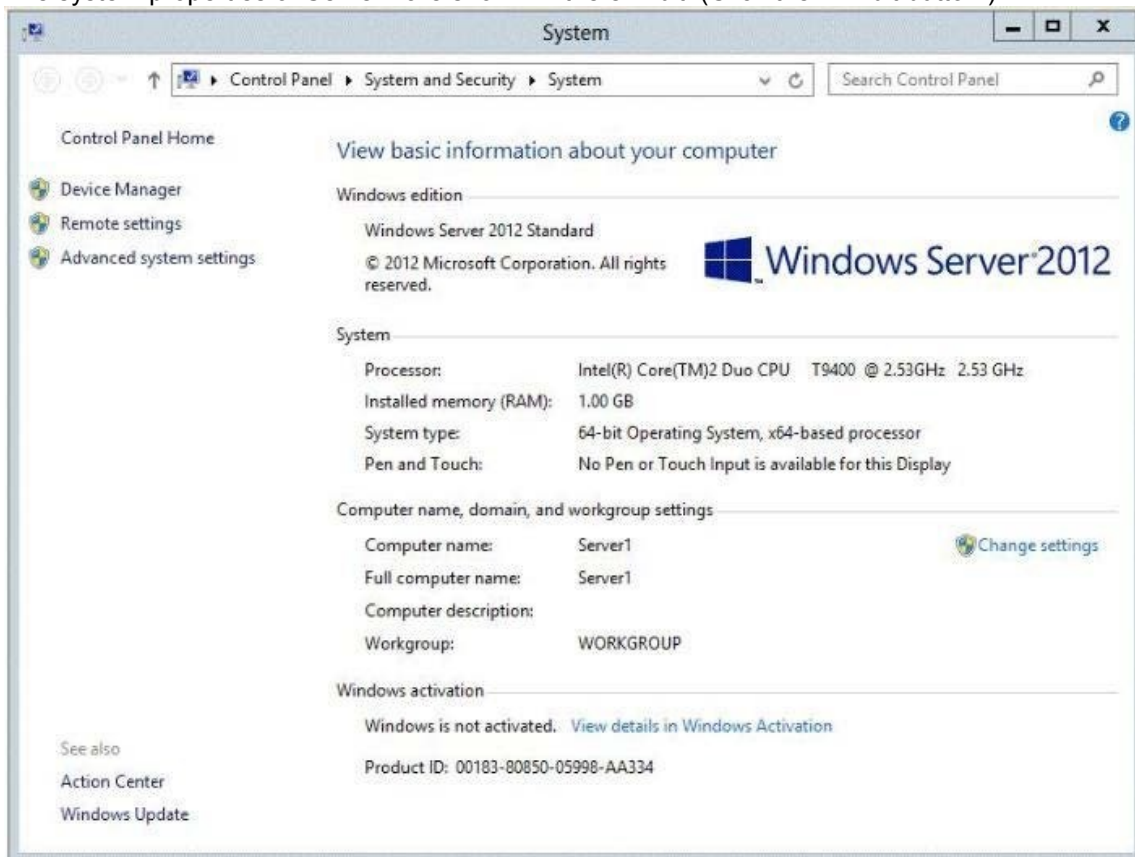 System
Control Panel ▸ System and Security ▸ System
Search Control Panel
Control Panel Home
Device Manager
Remote settings
Advanced system settings
View basic information about your computer
Windows edition
Windows Server 2012 Standard
© 2012 Microsoft Corporation. All rights
reserved.
Windows Server 2012
System
Processor: Intel(R) Core(TM)2 Duo CPU T9400 @ 2.53GHz 2.53 GHz
Installed memory (RAM): 1.00 GB
System type: 64-bit Operating System, x64-based processor
Pen and Touch: No Pen or Touch Input is available for this Display
Computer name, domain, and workgroup settings
Computer name: Server1
Change settings
Full computer name: Server1
Computer description:
Workgroup: WORKGROUP
Windows activation
Windows is not activated. View details in Windows Activation
Product ID: 00183-80850-05998-AA334
See also
Action Center
Windows Update